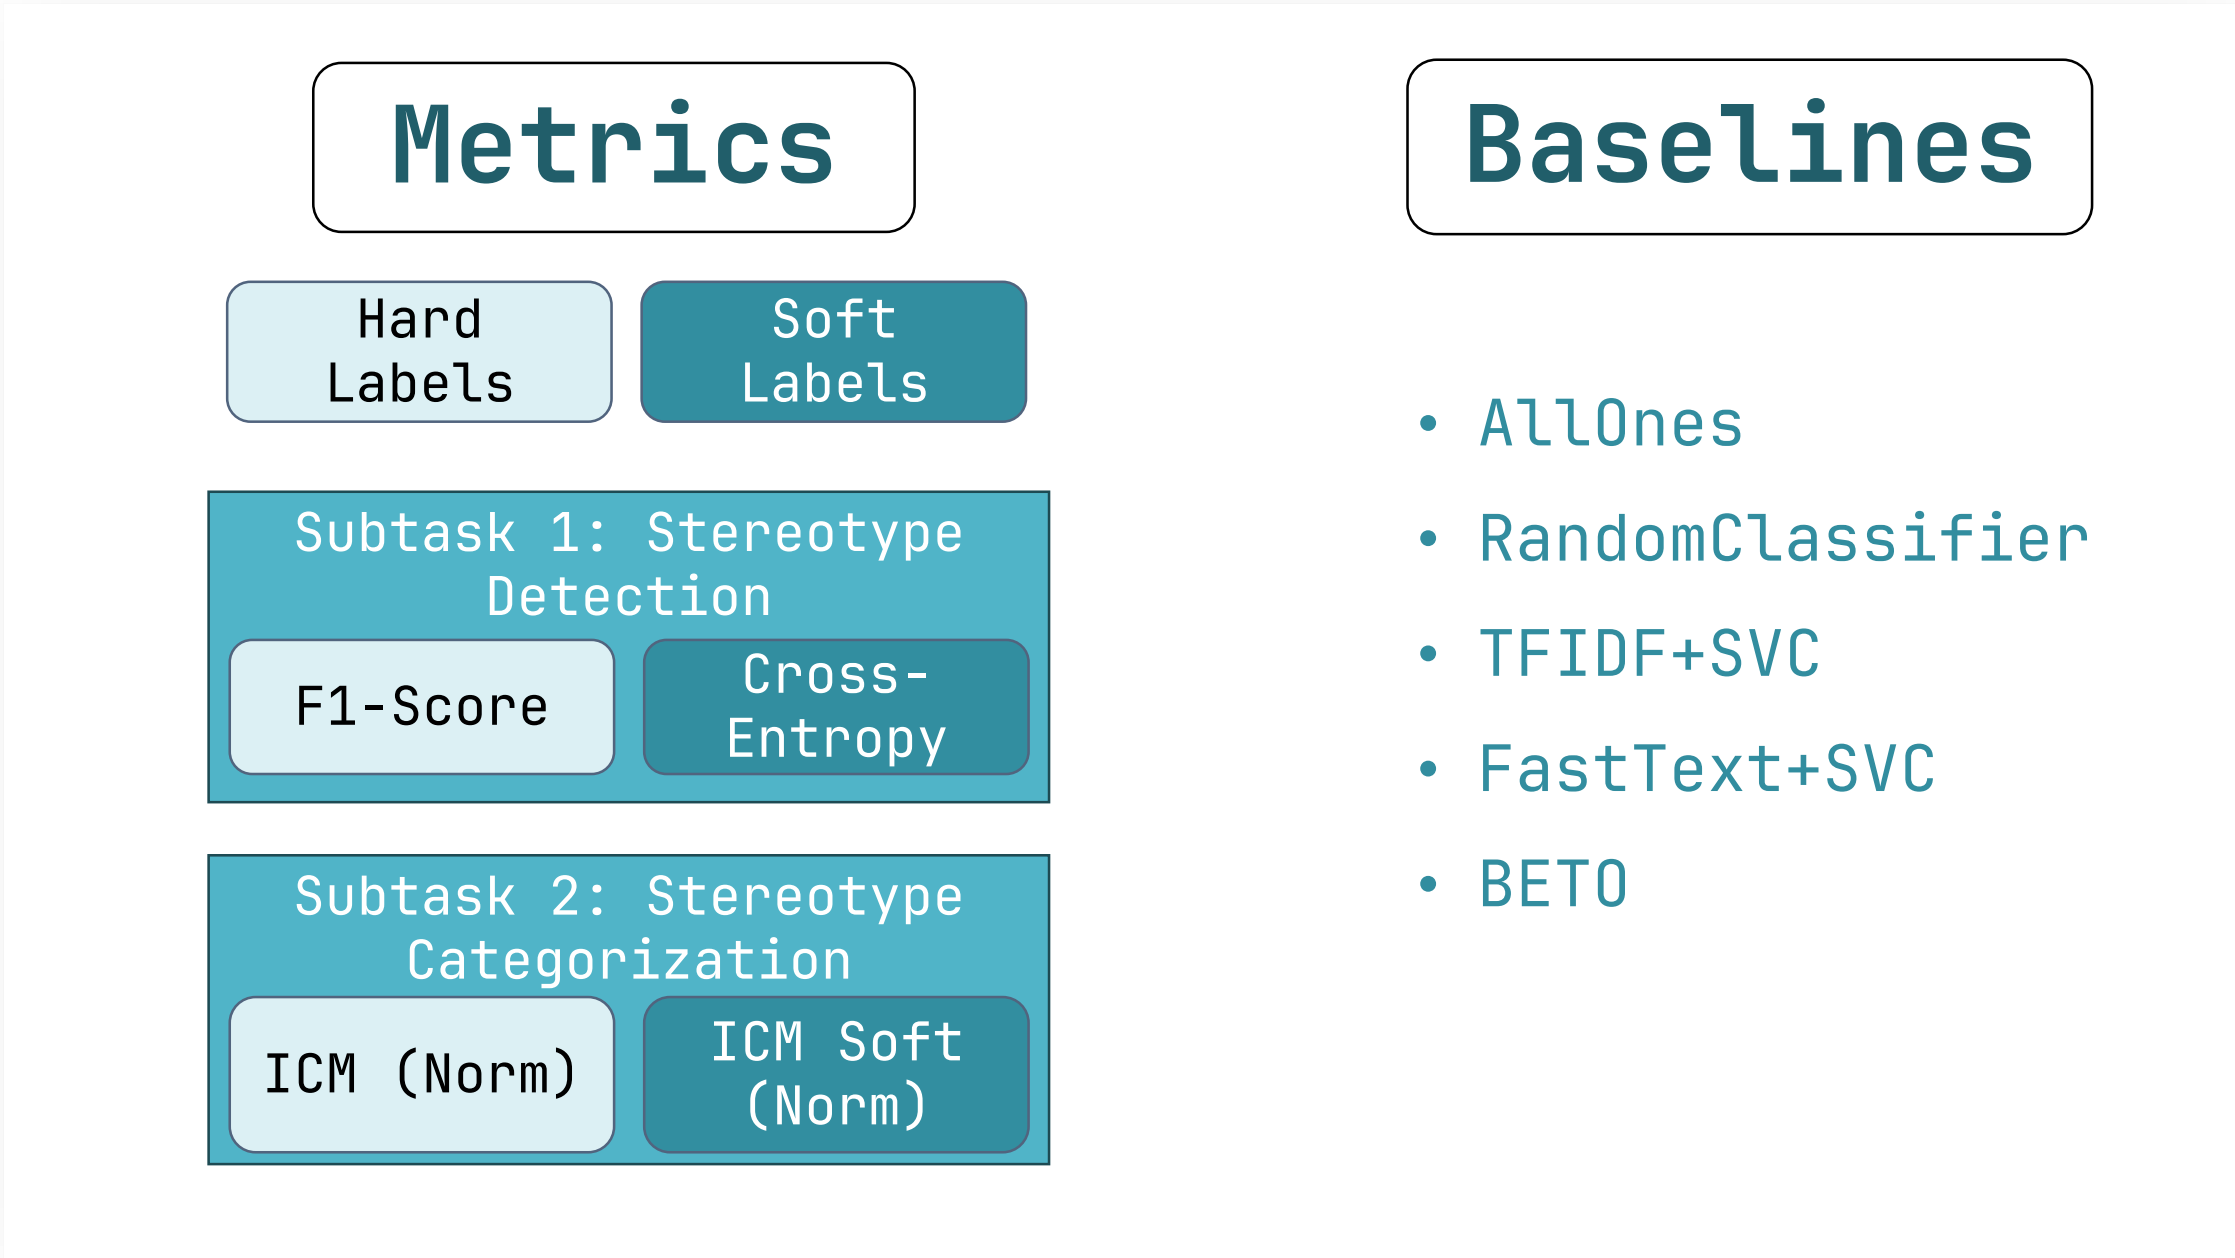 Metrics
Hard
Labels
Soft
Labels
Subtask 1: Stereotype
Detection
F1-Score
Cross-
Entropy
Subtask 2: Stereotype
Categorization
ICM (Norm)
ICM Soft
(Norm)
Baselines
• AllOnes
• RandomClassifier
• TFIDF+SVC
• FastText+SVC
• BETO